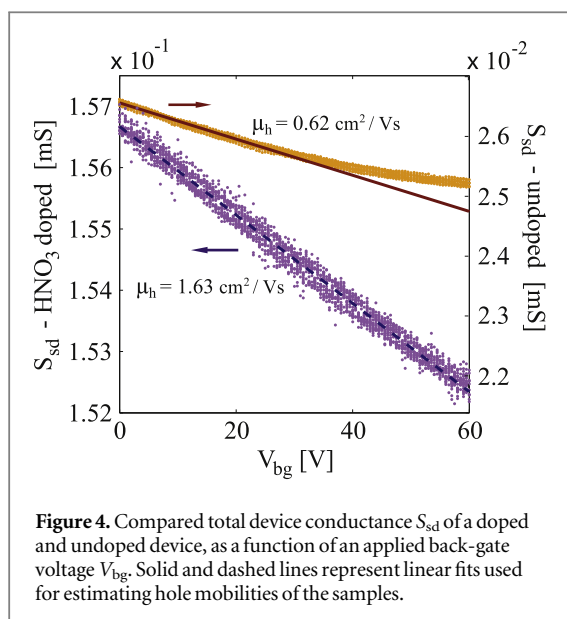 x 10⁻¹
x 10⁻²
1.57
1.56
1.55
1.54
1.53
1.52
S_sd - HNO₃ doped [mS]
μ_h = 0.62 cm² / Vs
μ_h = 1.63 cm² / Vs
2.6
2.5
2.4
2.3
2.2
S_sd - undoped [mS]
0
20
40
60
V_bg [V]
Figure 4. Compared total device conductance S_sd of a doped
and undoped device, as a function of an applied back-gate
voltage V_bg. Solid and dashed lines represent linear fits used
for estimating hole mobilities of the samples.